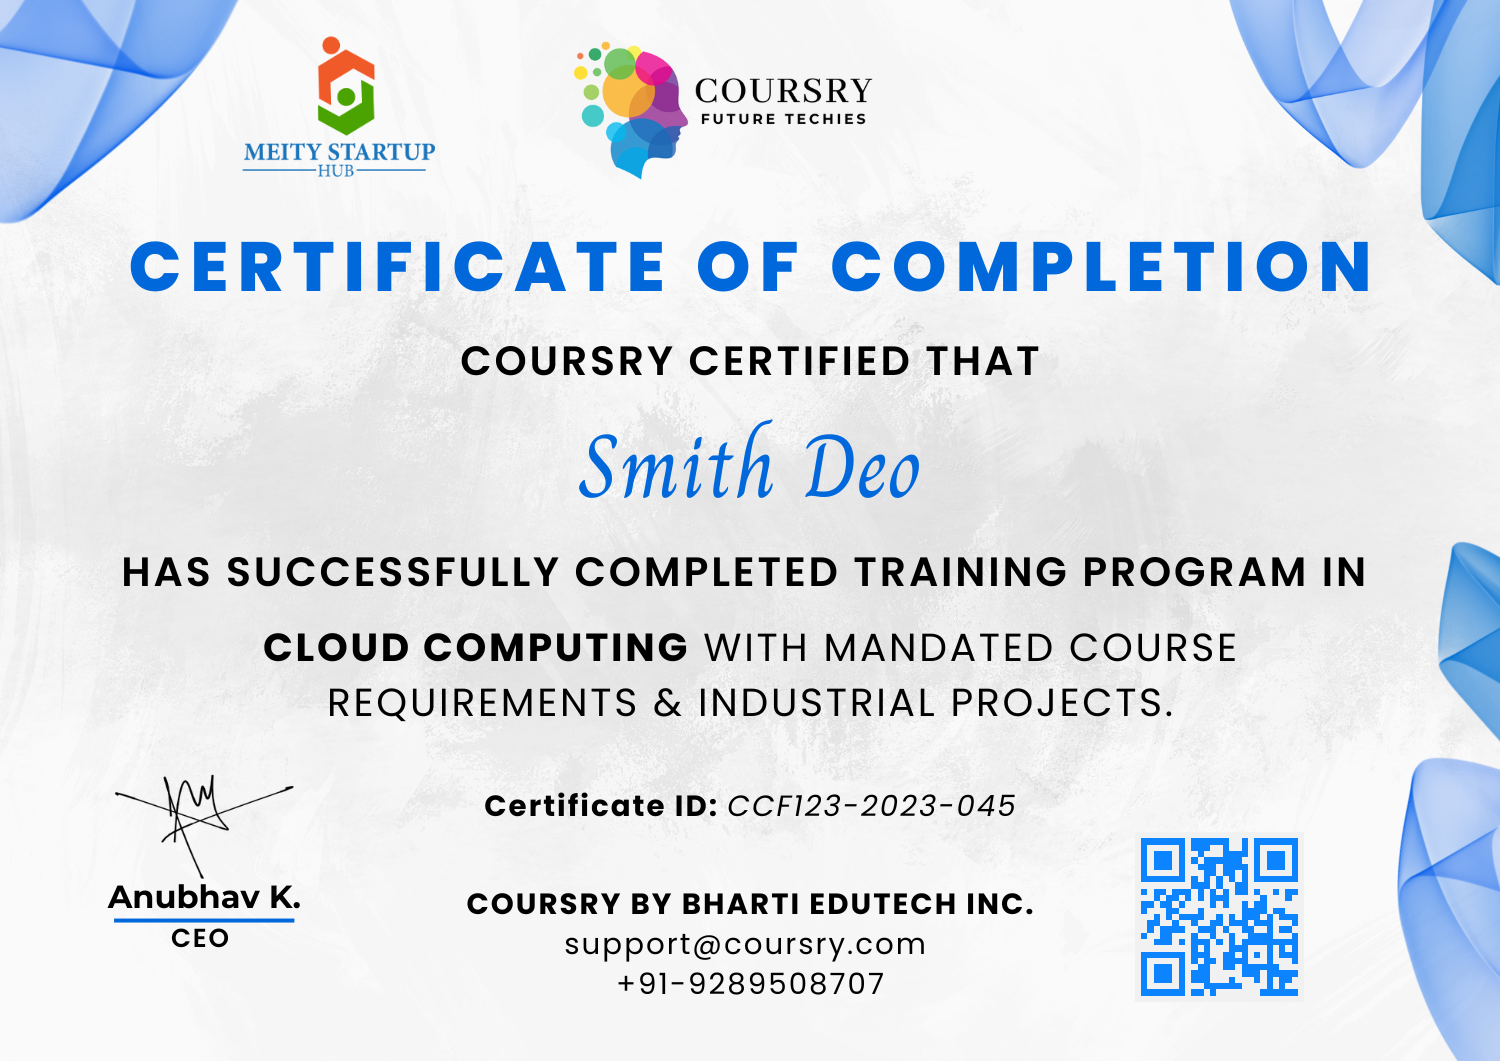 MEITY STARTUP
HUB
COURSRY
FUTURE TECHIES
CERTIFICATE OF COMPLETION
COURSRY CERTIFIED THAT
Smith Deo
HAS SUCCESSFULLY COMPLETED TRAINING PROGRAM IN
CLOUD COMPUTING WITH MANDATED COURSE
REQUIREMENTS & INDUSTRIAL PROJECTS.
Certificate ID: CCF123-2023-045
Anubhav K.
CEO
COURSRY BY BHARTI EDUTECH INC.
support@coursry.com
+91-9289508707